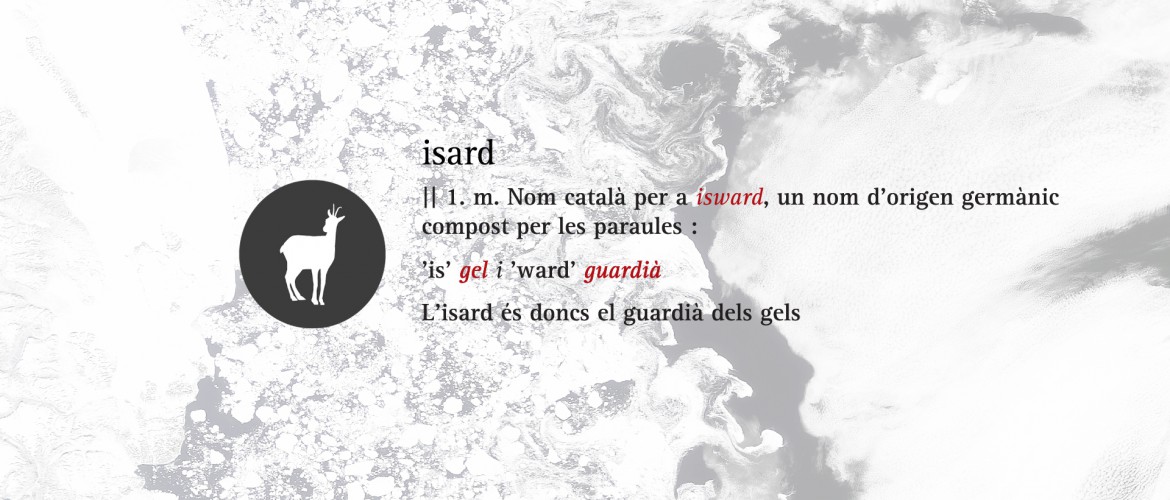 isard
|| 1. m. Nom català per a isward, un nom d’origen germànic
compost per les paraules :
’is’ gel i ’ward’ guardià
L’isard és doncs el guardià dels gels